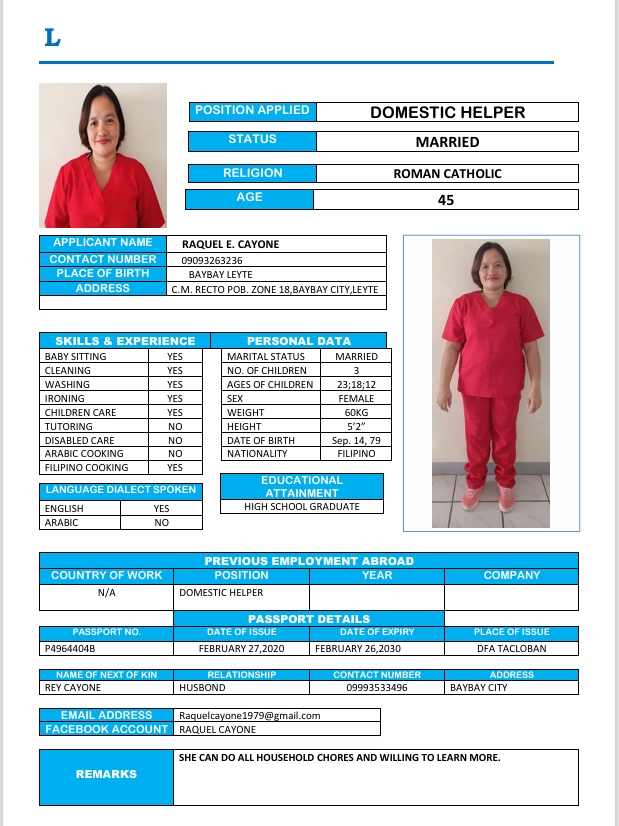 L
POSITION APPLIED DOMESTIC HELPER
STATUS MARRIED
RELIGION ROMAN CATHOLIC
AGE 45
APPLICANT NAME RAQUEL E. CAYONE
CONTACT NUMBER 09093263236
PLACE OF BIRTH BAYBAY LEYTE
ADDRESS C.M. RECTO POB. ZONE 18,BAYBAY CITY,LEYTE
SKILLS & EXPERIENCE PERSONAL DATA
BABY SITTING YES MARITAL STATUS MARRIED
CLEANING YES NO. OF CHILDREN 3
WASHING YES AGES OF CHILDREN 23;18;12
IRONING YES SEX FEMALE
CHILDREN CARE YES WEIGHT 60KG
TUTORING NO HEIGHT 5’2”
DISABLED CARE NO DATE OF BIRTH Sep. 14, 79
ARABIC COOKING NO NATIONALITY FILIPINO
FILIPINO COOKING YES
LANGUAGE DIALECT SPOKEN
ENGLISH YES
ARABIC NO
EDUCATIONAL
ATTAINMENT
HIGH SCHOOL GRADUATE
PREVIOUS EMPLOYMENT ABROAD
COUNTRY OF WORK POSITION YEAR COMPANY
N/A DOMESTIC HELPER
PASSPORT DETAILS
PASSPORT NO. DATE OF ISSUE DATE OF EXPIRY PLACE OF ISSUE
P4964404B FEBRUARY 27,2020 FEBRUARY 26,2030 DFA TACLOBAN
NAME OF NEXT OF KIN RELATIONSHIP CONTACT NUMBER ADDRESS
REY CAYONE HUSBOND 09993533496 BAYBAY CITY
EMAIL ADDRESS Raquelcayone1979@gmail.com
FACEBOOK ACCOUNT RAQUEL CAYONE
REMARKS SHE CAN DO ALL HOUSEHOLD CHORES AND WILLING TO LEARN MORE.